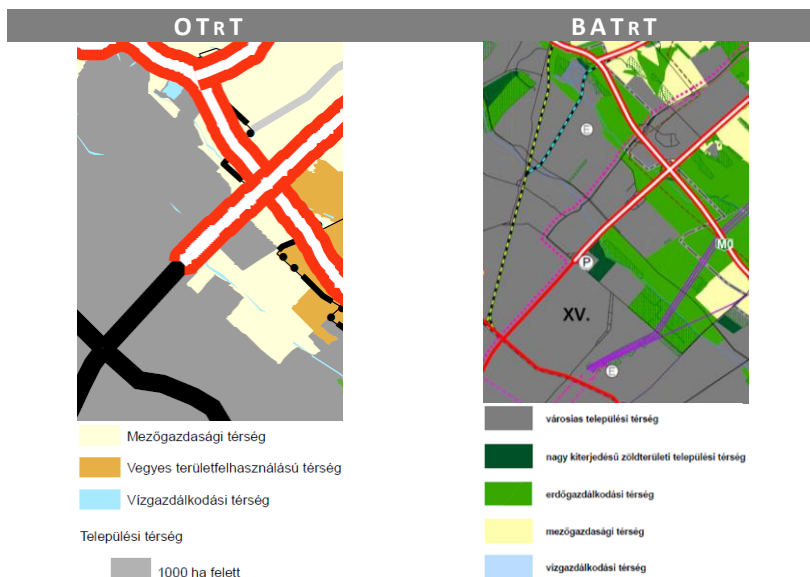 OTRT
BATRT
E
M0
P
XV.
E
Mezőgazdasági térség
Vegyes területfelhasználású térség
Vízgazdálkodási térség
Települési térség
1000 ha felett
városias települési térség
nagy kiterjedésű zöldterületi települési térség
erdőgazdálkodási térség
mezőgazdasági térség
vízgazdálkodási térség